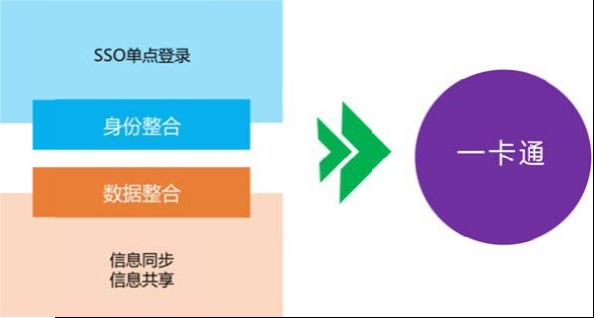 SSO单点登录
身份整合
数据整合
信息同步
信息共享
一卡通